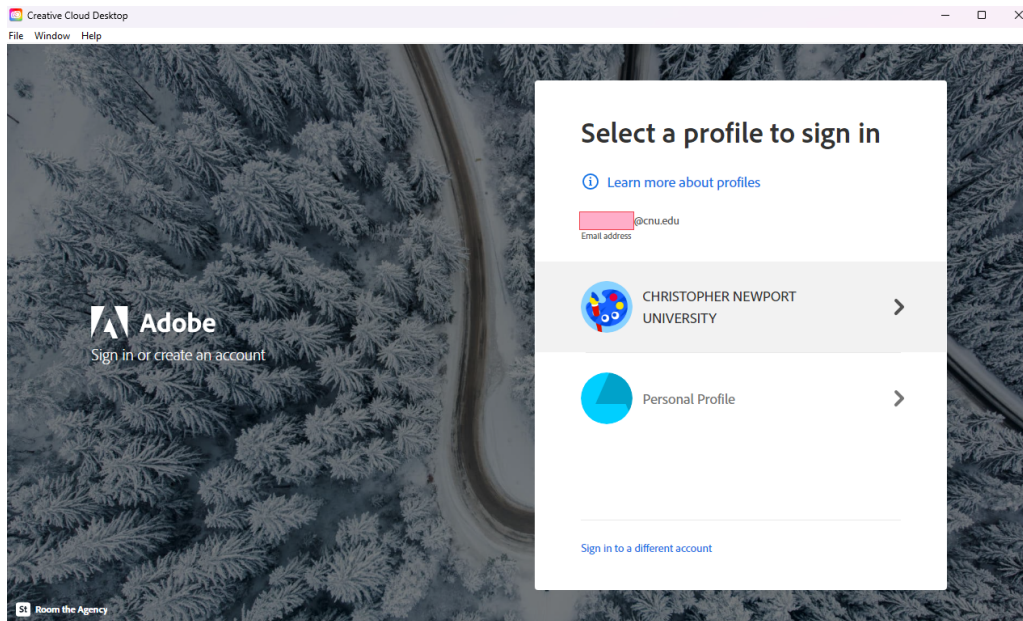 Creative Cloud Desktop
File Window Help
Select a profile to sign in
Learn more about profiles
@cnu.edu
Email address
CHRISTOPHER NEWPORT
UNIVERSITY
Personal Profile
Sign in to a different account
Adobe
Sign in or create an account
St Room the Agency